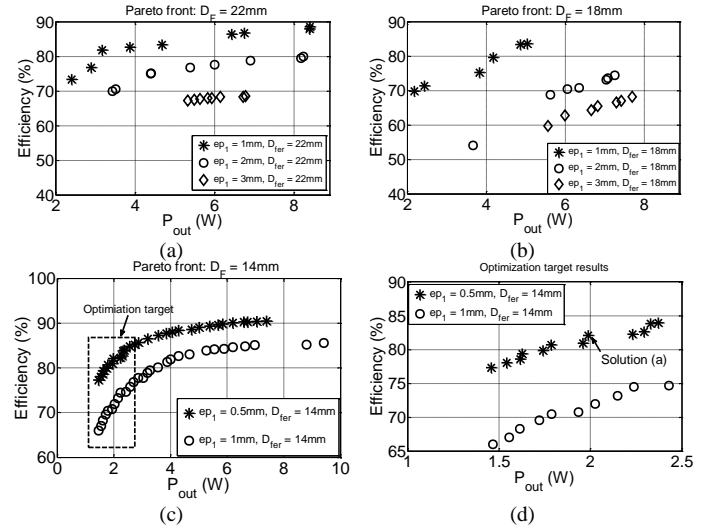 Pareto front: D_F = 22mm
90
80
70
60
50
40
2 4 6 8
Efficiency (%)
P_out (W)
ep_1 = 1mm, D_fer = 22mm
ep_1 = 2mm, D_fer = 22mm
ep_1 = 3mm, D_fer = 22mm
(a)
Pareto front: D_F = 18mm
90
80
70
60
50
40
2 4 6 8
Efficiency (%)
P_out (W)
ep_1 = 1mm, D_fer = 18mm
ep_1 = 2mm, D_fer = 18mm
ep_1 = 3mm, D_fer = 18mm
(b)
Pareto front: D_F = 14mm
100
90
80
70
60
0 2 4 6 8 10
Efficiency (%)
P_out (W)
Optimiation target
ep_1 = 0.5mm, D_fer = 14mm
ep_1 = 1mm, D_fer = 14mm
(c)
Optimization target results
85
80
75
70
65
1 1.5 2 2.5
Efficiency (%)
P_out (W)
ep_1 = 0.5mm, D_fer = 14mm
ep_1 = 1mm, D_fer = 14mm
Solution (a)
(d)